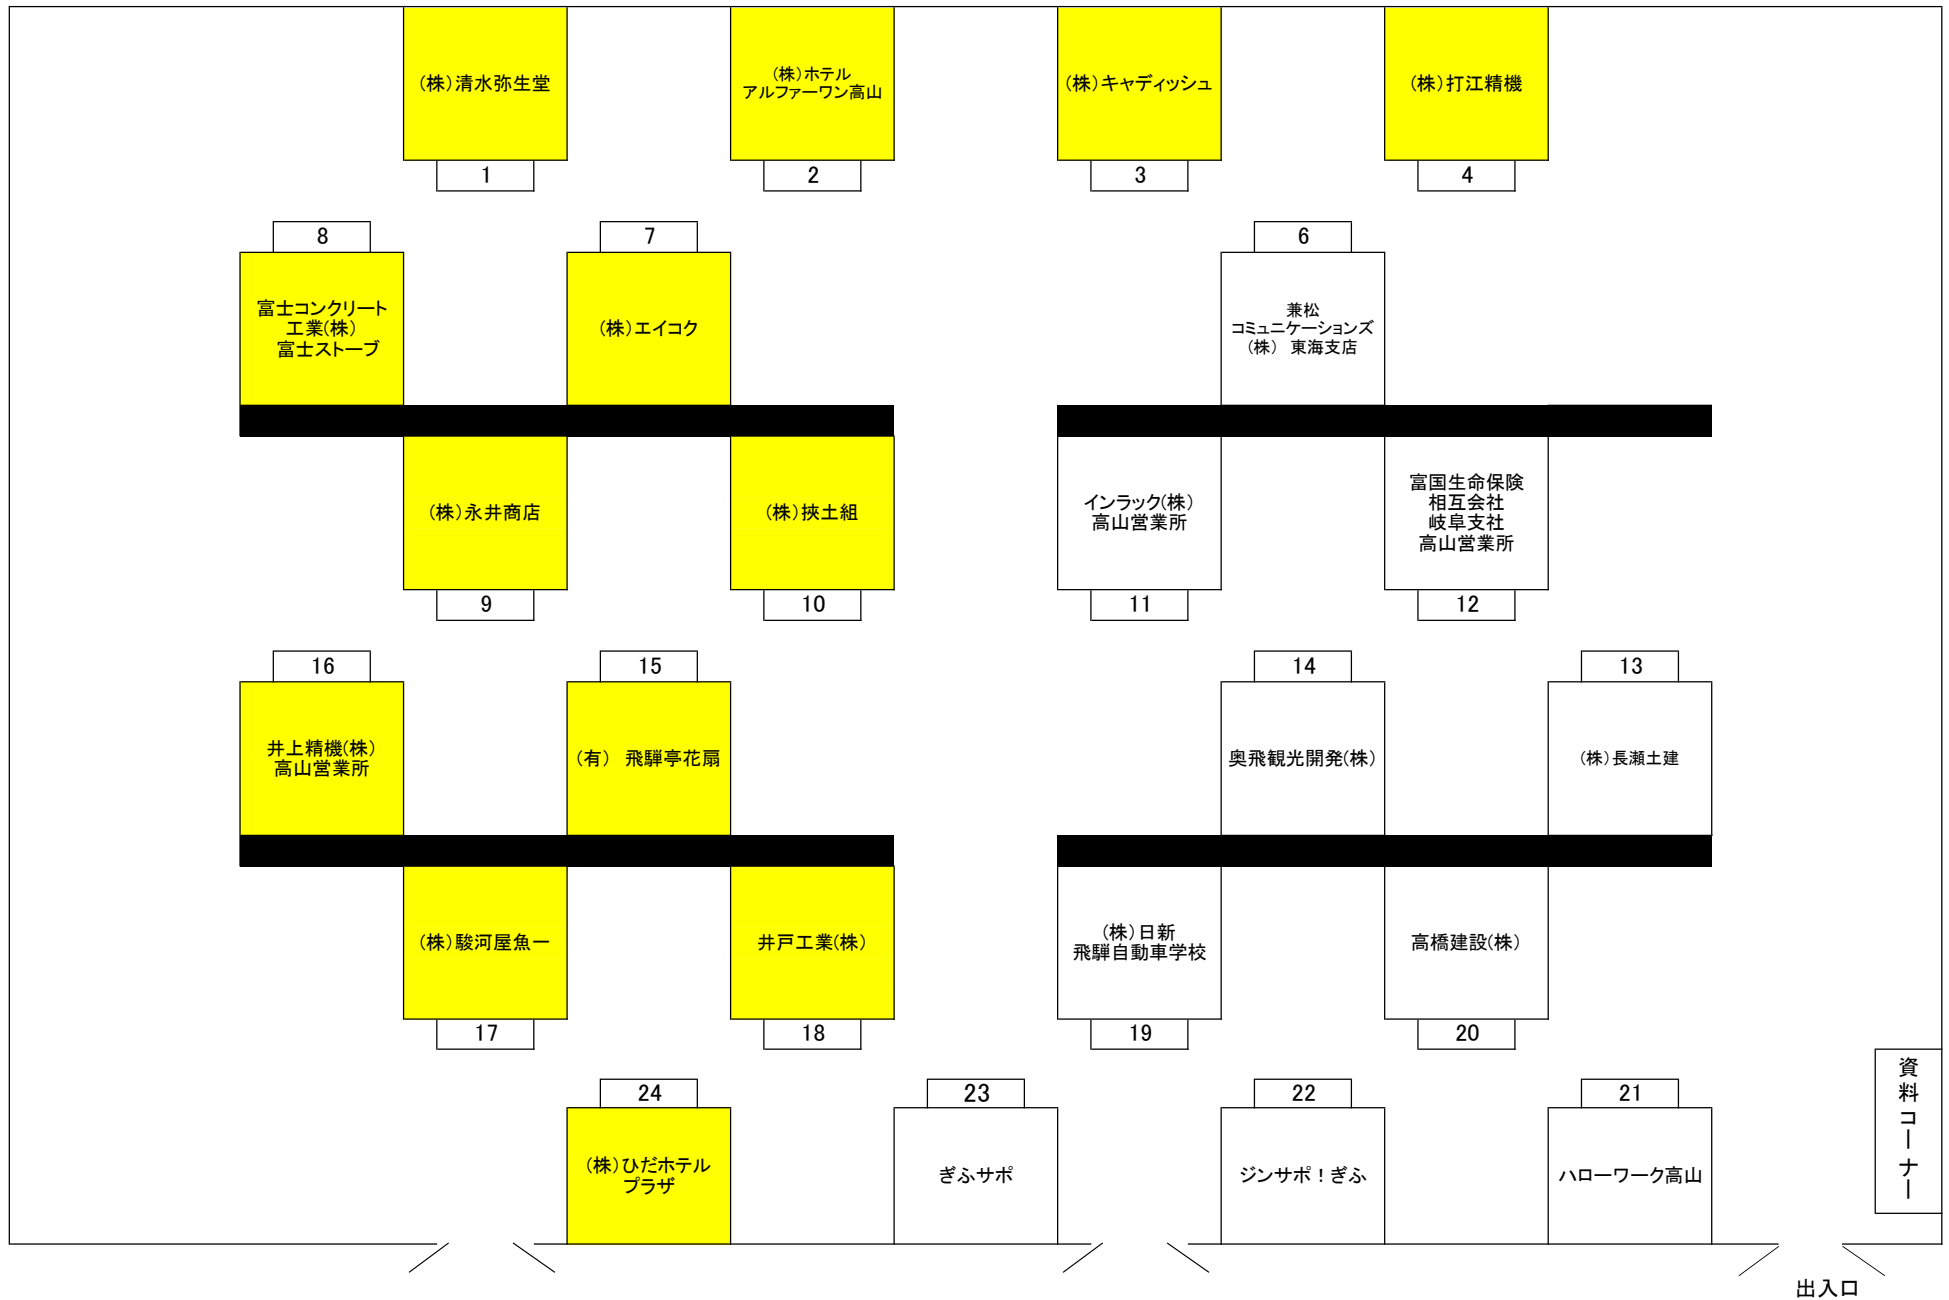 (株)清水弥生堂
(株)ホテル
アルファーワン高山
(株)キャディッシュ
(株)打江精機
1
2
3
4
8
7
6
富士コンクリート
工業(株)
富士ストーブ
(株)エイコク
兼松
コミュニケーションズ
(株) 東海支店
(株)永井商店
(株)挾土組
インラック(株)
高山営業所
富国生命保険
相互会社
岐阜支社
高山営業所
9
10
11
12
16
15
14
13
井上精機(株)
高山営業所
(有) 飛騨亭花扇
奥飛観光開発(株)
(株)長瀬土建
(株)駿河屋魚一
井戸工業(株)
(株)日新
飛騨自動車学校
高橋建設(株)
17
18
19
20
24
23
22
21
(株)ひだホテル
プラザ
ぎふサポ
ジンサポ！ぎふ
ハローワーク高山
資料コーナー
出入口